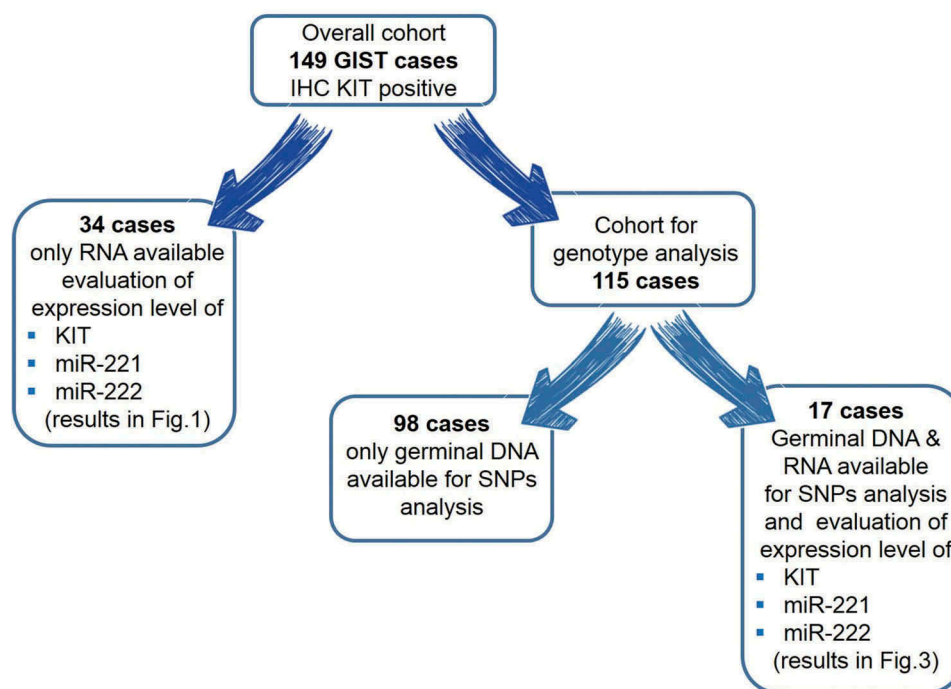 Overall cohort
149 GIST cases
IHC KIT positive
34 cases
only RNA available
evaluation of
expression level of
▪ KIT
▪ miR-221
▪ miR-222
(results in Fig.1)
Cohort for
genotype analysis
115 cases
98 cases
only germinal DNA
available for SNPs
analysis
17 cases
Germinal DNA &
RNA available
for SNPs analysis
and evaluation of
expression level of
▪ KIT
▪ miR-221
▪ miR-222
(results in Fig.3)